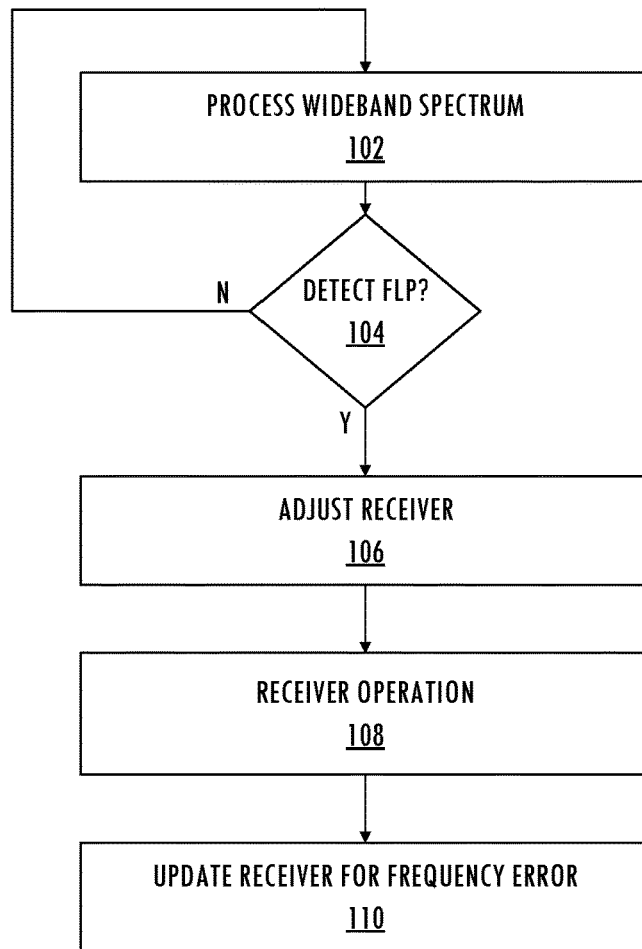 PROCESS WIDEBAND SPECTRUM
102
DETECT FLP?
104
N
Y
ADJUST RECEIVER
106
RECEIVER OPERATION
108
UPDATE RECEIVER FOR FREQUENCY ERROR
110